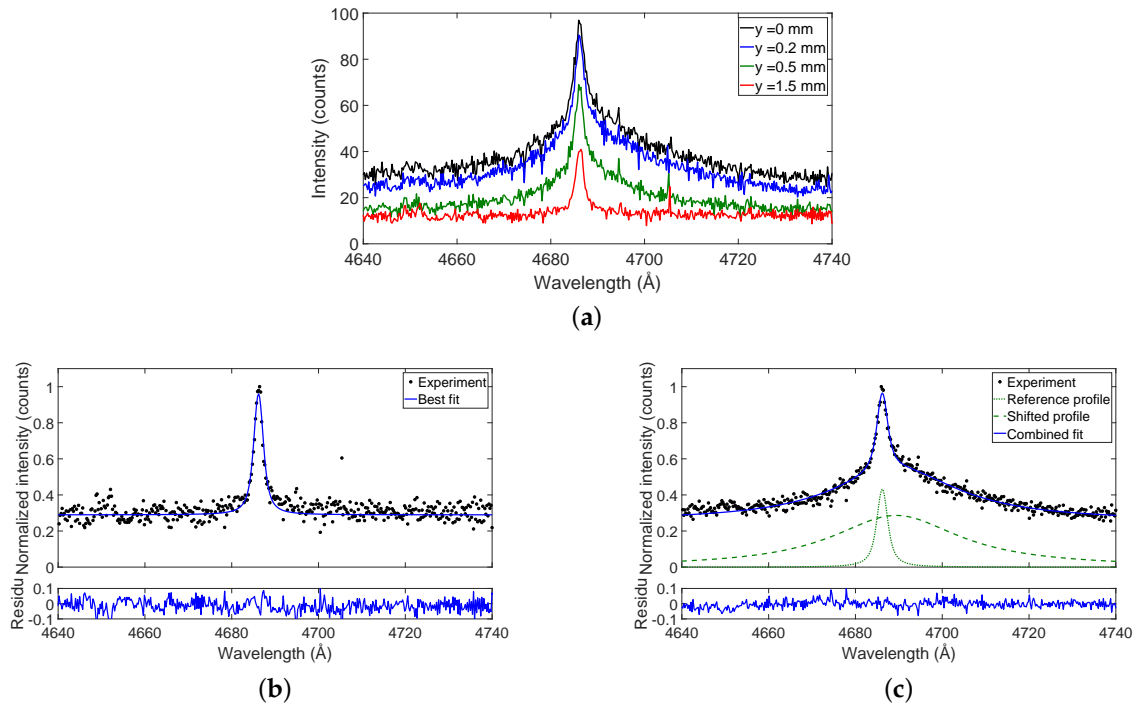 100
80
60
40
20
0
Intensity (counts)
y =0 mm
y =0.2 mm
y =0.5 mm
y =1.5 mm
4640 4660 4680 4700 4720 4740
Wavelength (Å)
(a)
1
0.8
0.6
0.4
0.2
0
Normalized intensity (counts)
Experiment
Best fit
0.1
0
-0.1
Residu
4640 4660 4680 4700 4720 4740
Wavelength (Å)
(b)
1
0.8
0.6
0.4
0.2
0
Normalized intensity (counts)
Experiment
Reference profile
Shifted profile
Combined fit
0.1
0
-0.1
Residu
4640 4660 4680 4700 4720 4740
Wavelength (Å)
(c)